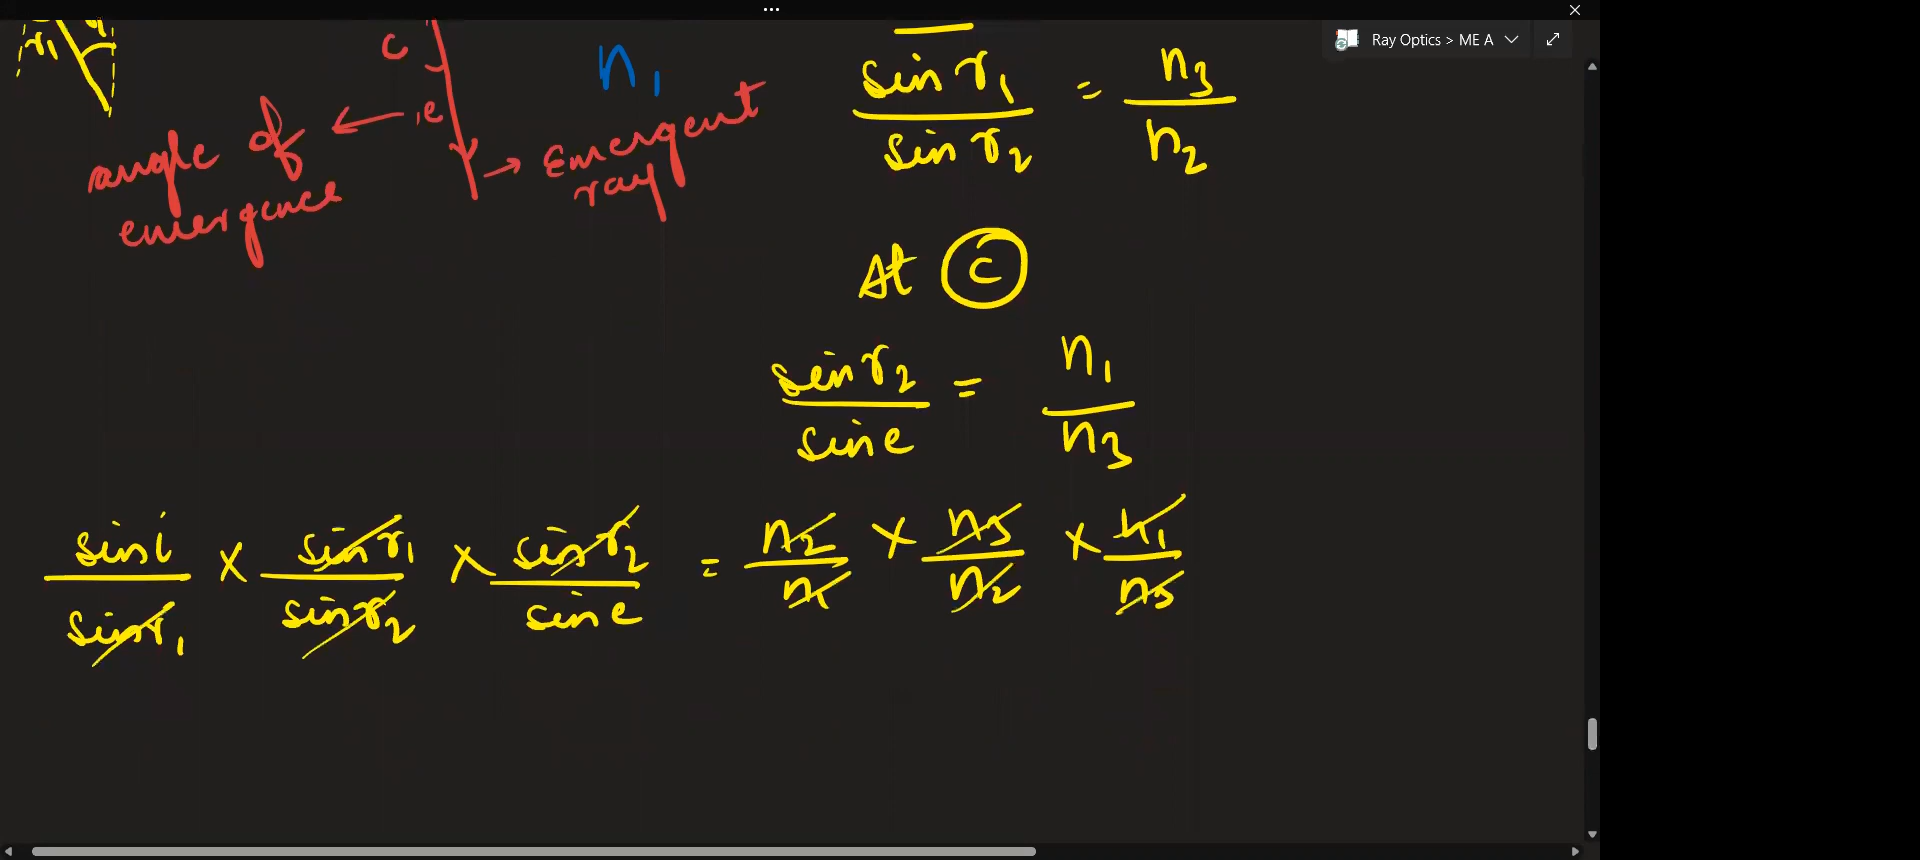 Ray Optics > ME A
r1
c
n1
sin r1 / sin r2 = n3 / n2
e
angle of emergence
Emergent ray
At C
sin r2 / sin e = n1 / n3
sin i / sin r1 × sin r1 / sin r2 × sin r2 / sin e = n2 / n1 × n3 / n2 × n1 / n3